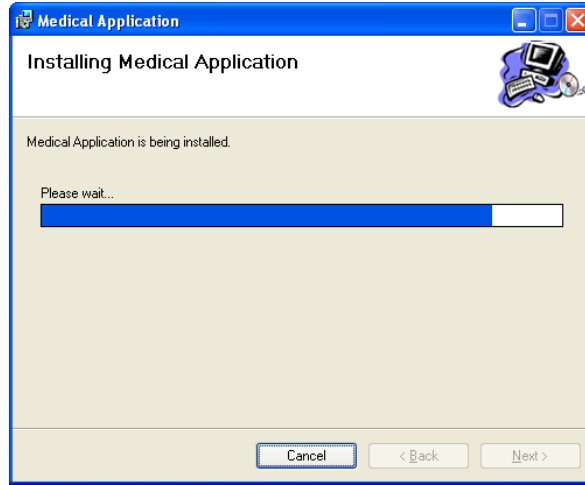 Medical Application
Installing Medical Application
Medical Application is being installed.
Please wait...
Cancel
< Back
Next >